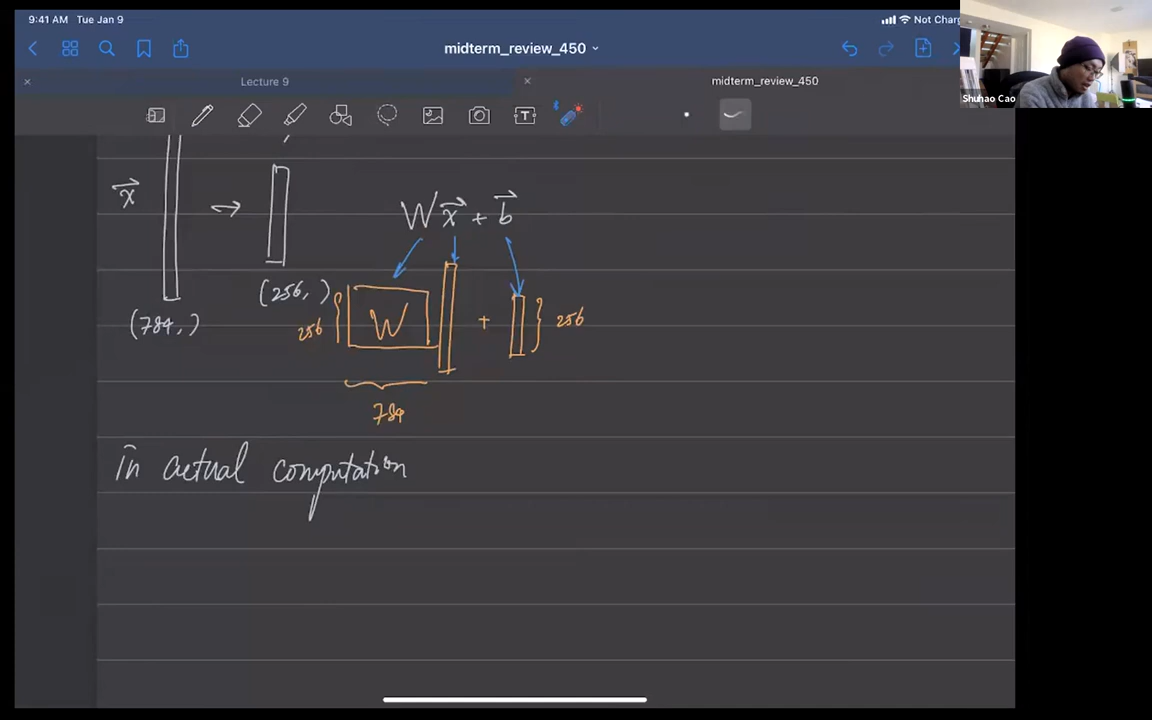 9:41 AM Tue Jan 9
Not Charg
midterm_review_450
Lecture 9
midterm_review_450
Shuhao Cao
x⃗ ↔
W x⃗ + b⃗
(784, )
(256, )
256 { W + } 256
784
In actual computation